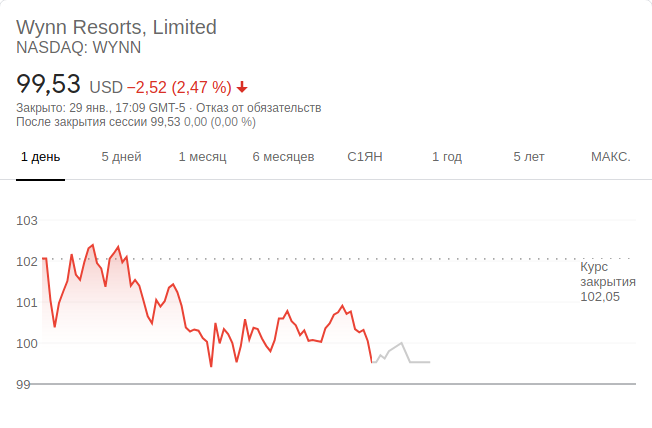 Wynn Resorts, Limited
NASDAQ: WYNN
99,53 USD −2,52 (2,47 %)
Закрыто: 29 янв., 17:09 GMT-5 · Отказ от обязательств
После закрытия сессии 99,53 0,00 (0,00 %)
1 день 5 дней 1 месяц 6 месяцев С1ЯН 1 год 5 лет МАКС.
103
102
Курс
закрытия
102,05
101
100
99